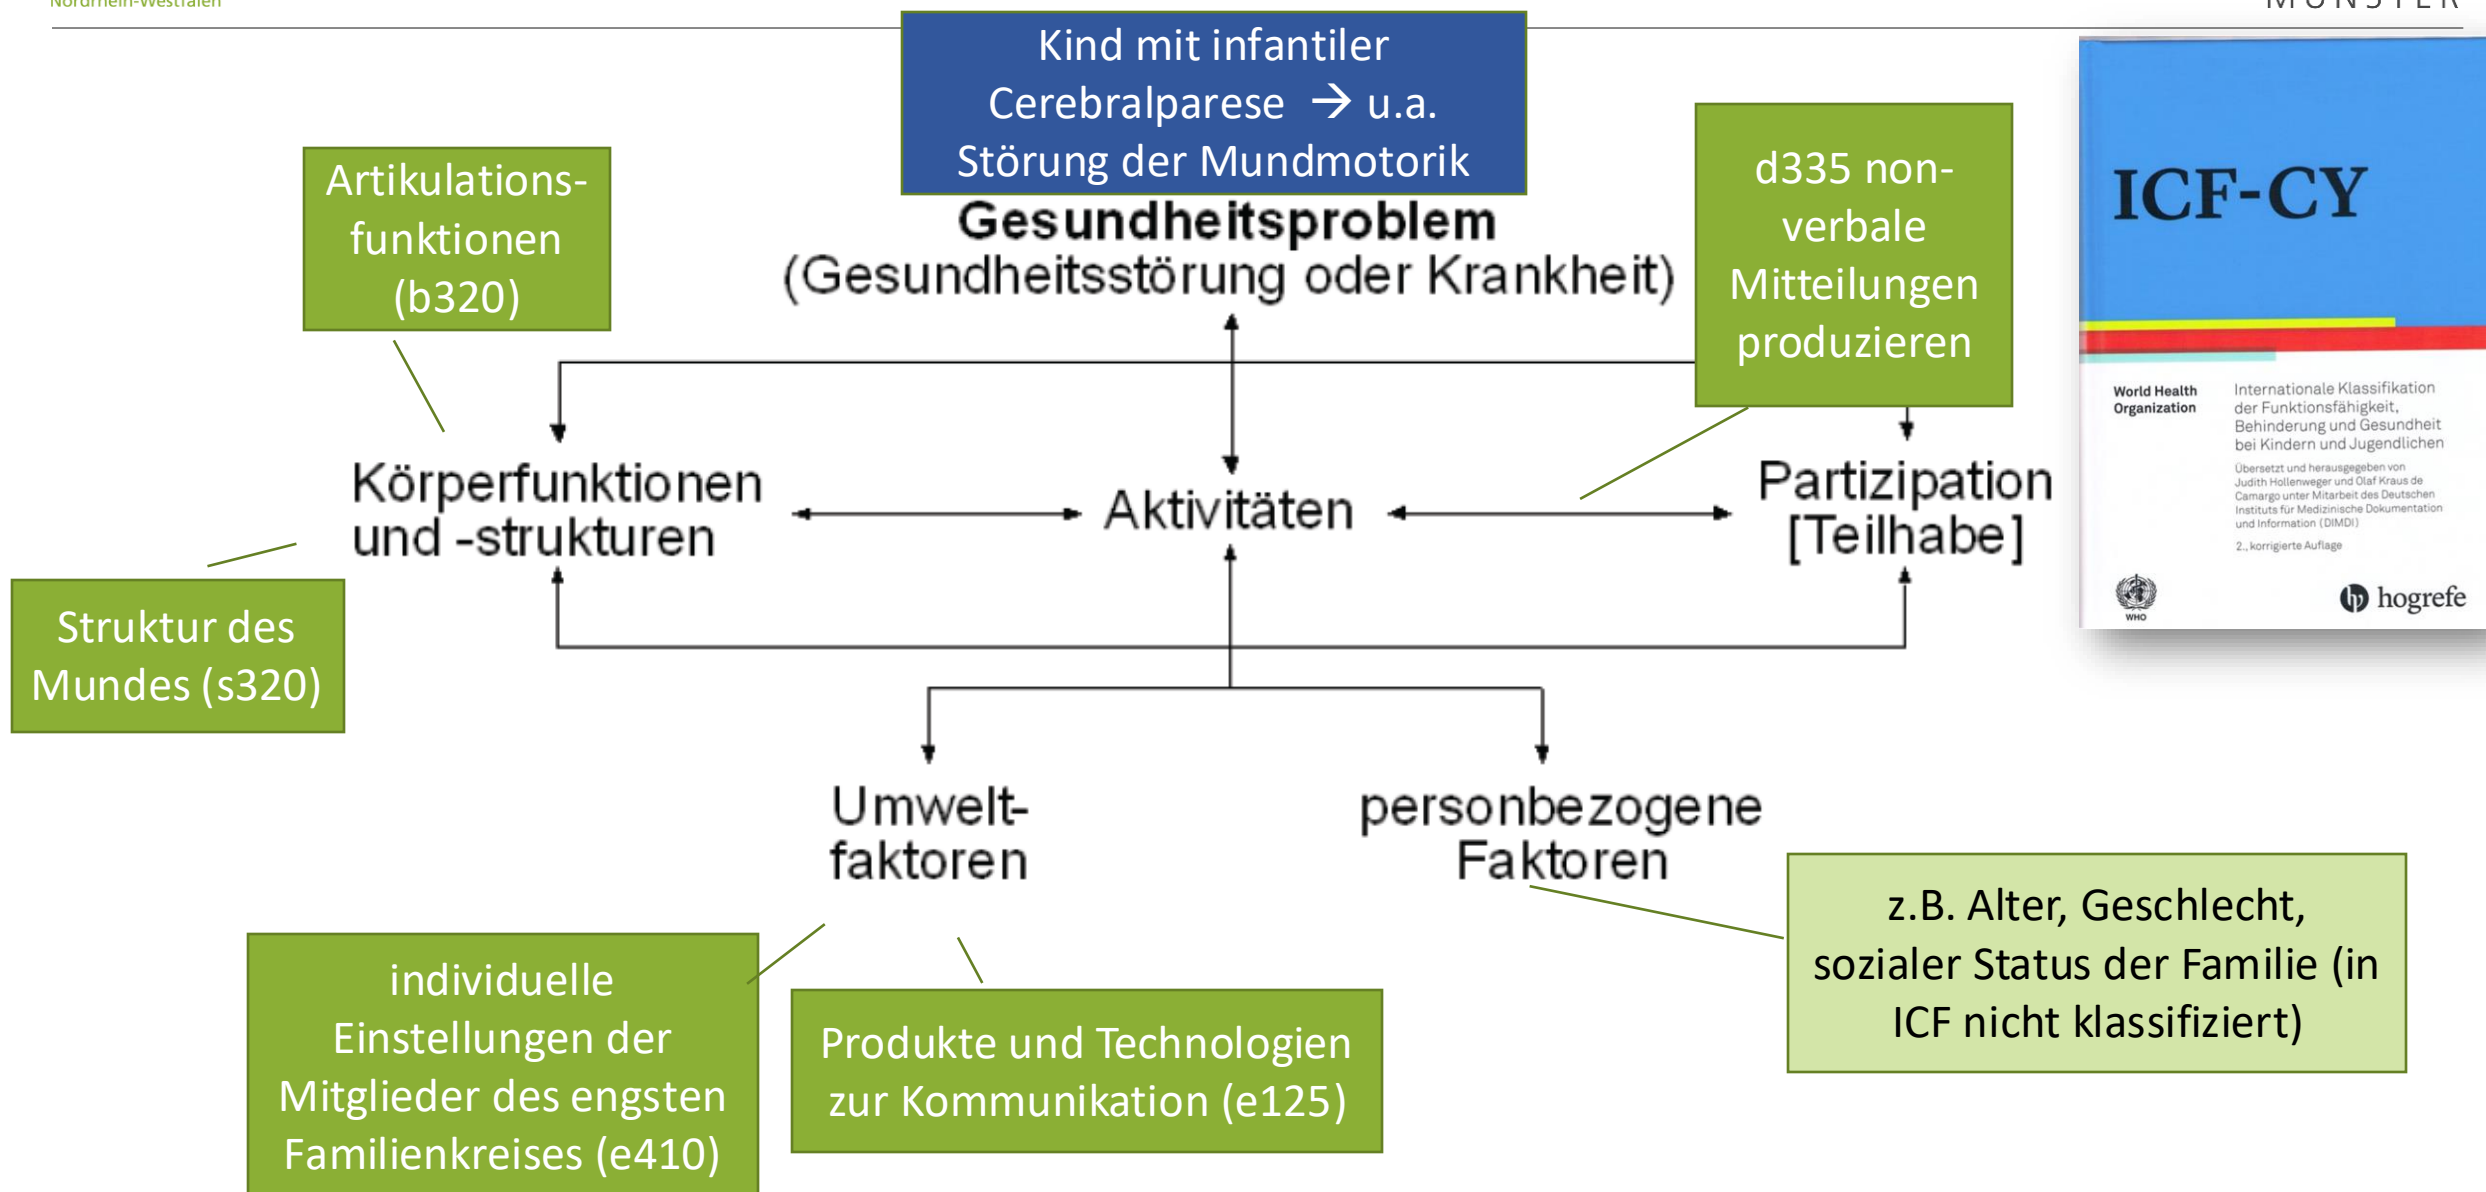 Nordrhein-Westfalen
MÜNSTER
Kind mit infantiler
Cerebralparese → u.a.
Störung der Mundmotorik
Artikulations-
funktionen
(b320)
d335 non-
verbale
Mitteilungen
produzieren
Gesundheitsproblem
(Gesundheitsstörung oder Krankheit)
ICF-CY
World Health
Organization
Internationale Klassifikation
der Funktionsfähigkeit,
Behinderung und Gesundheit
bei Kindern und Jugendlichen
Übersetzt und herausgegeben von
Judith Hollenweger und Olaf Kraus de
Camargo unter Mitarbeit des Deutschen
Instituts für Medizinische Dokumentation
und Information (DIMDI)
2., korrigierte Auflage
WHO
hogrefe
Körperfunktionen
und -strukturen
Aktivitäten
Partizipation
[Teilhabe]
Struktur des
Mundes (s320)
Umwelt-
faktoren
personbezogene
Faktoren
individuelle
Einstellungen der
Mitglieder des engsten
Familienkreises (e410)
Produkte und Technologien
zur Kommunikation (e125)
z.B. Alter, Geschlecht,
sozialer Status der Familie (in
ICF nicht klassifiziert)